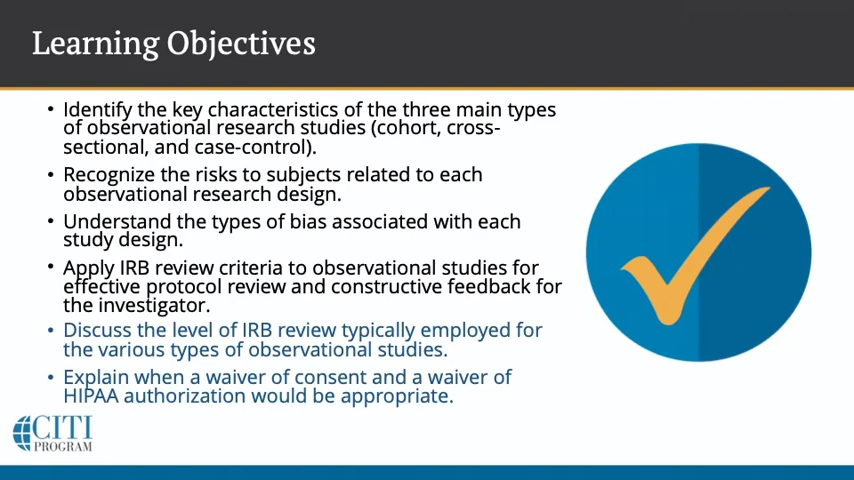 Learning Objectives
• Identify the key characteristics of the three main types
of observational research studies (cohort, cross-
sectional, and case-control).
• Recognize the risks to subjects related to each
observational research design.
• Understand the types of bias associated with each
study design.
• Apply IRB review criteria to observational studies for
effective protocol review and constructive feedback for
the investigator.
• Discuss the level of IRB review typically employed for
the various types of observational studies.
• Explain when a waiver of consent and a waiver of
HIPAA authorization would be appropriate.
CITI
PROGRAM